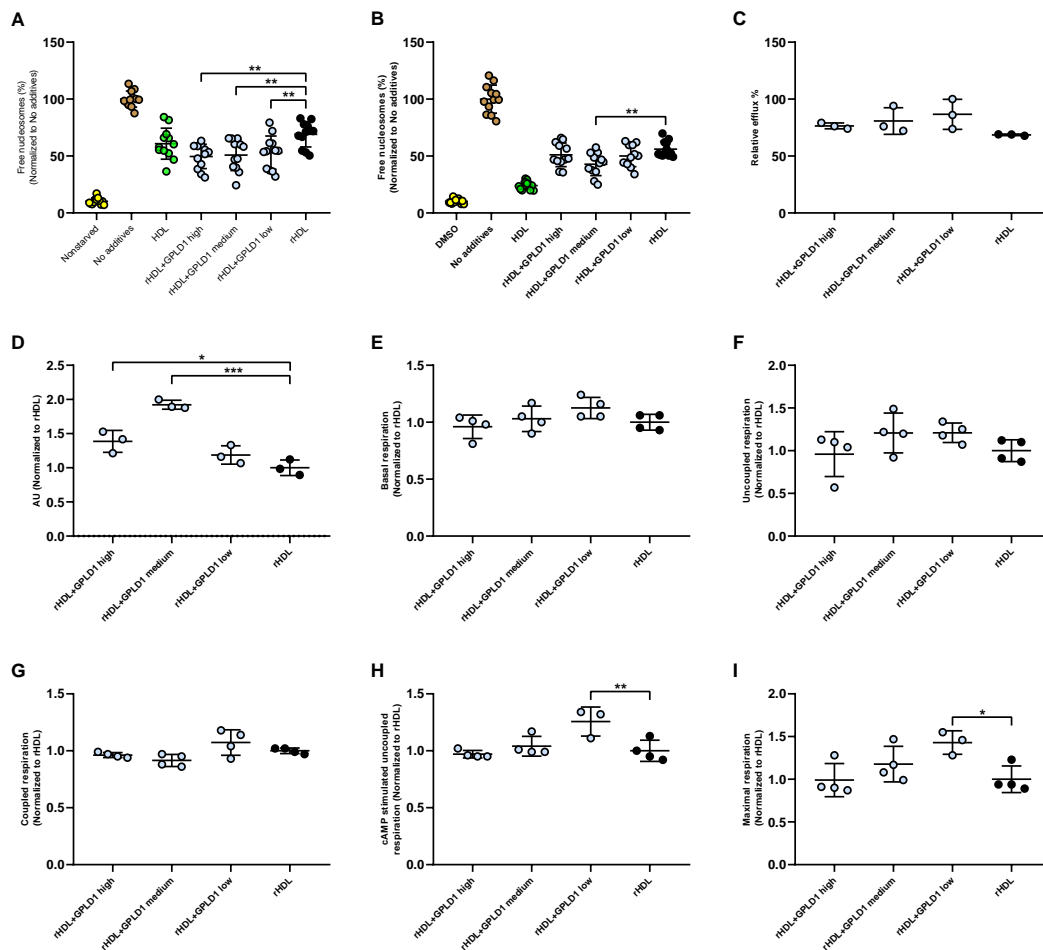 A
Free nucleosomes (%)
(Normalized to No additives)
150
100
50
0
**
**
**
Nonstarved
No additives
HDL
rHDL+GPLD1 high
rHDL+GPLD1 medium
rHDL+GPLD1 low
rHDL
B
Free nucleosomes (%)
(Normalized to No additives)
150
100
50
0
**
DMSO
No additives
HDL
rHDL+GPLD1 high
rHDL+GPLD1 medium
rHDL+GPLD1 low
rHDL
C
Relative efflux %
150
100
50
0
rHDL+GPLD1 high
rHDL+GPLD1 medium
rHDL+GPLD1 low
rHDL
D
AU (Normalized to rHDL)
2.5
2.0
1.5
1.0
0.5
0.0
*
***
rHDL+GPLD1 high
rHDL+GPLD1 medium
rHDL+GPLD1 low
rHDL
E
Basal respiration
(Normalized to rHDL)
1.5
1.0
0.5
0.0
rHDL+GPLD1 high
rHDL+GPLD1 medium
rHDL+GPLD1 low
rHDL
F
Uncoupled respiration
(Normalized to rHDL)
2.0
1.5
1.0
0.5
0.0
rHDL+GPLD1 high
rHDL+GPLD1 medium
rHDL+GPLD1 low
rHDL
G
Coupled respiration
(Normalized to rHDL)
1.5
1.0
0.5
0.0
rHDL+GPLD1 high
rHDL+GPLD1 medium
rHDL+GPLD1 low
rHDL
H
cAMP stimulated uncoupled
respiration (Normalized to rHDL)
1.5
1.0
0.5
0.0
**
rHDL+GPLD1 high
rHDL+GPLD1 medium
rHDL+GPLD1 low
rHDL
I
Maximal respiration
(Normalized to rHDL)
2.0
1.5
1.0
0.5
0.0
*
rHDL+GPLD1 high
rHDL+GPLD1 medium
rHDL+GPLD1 low
rHDL